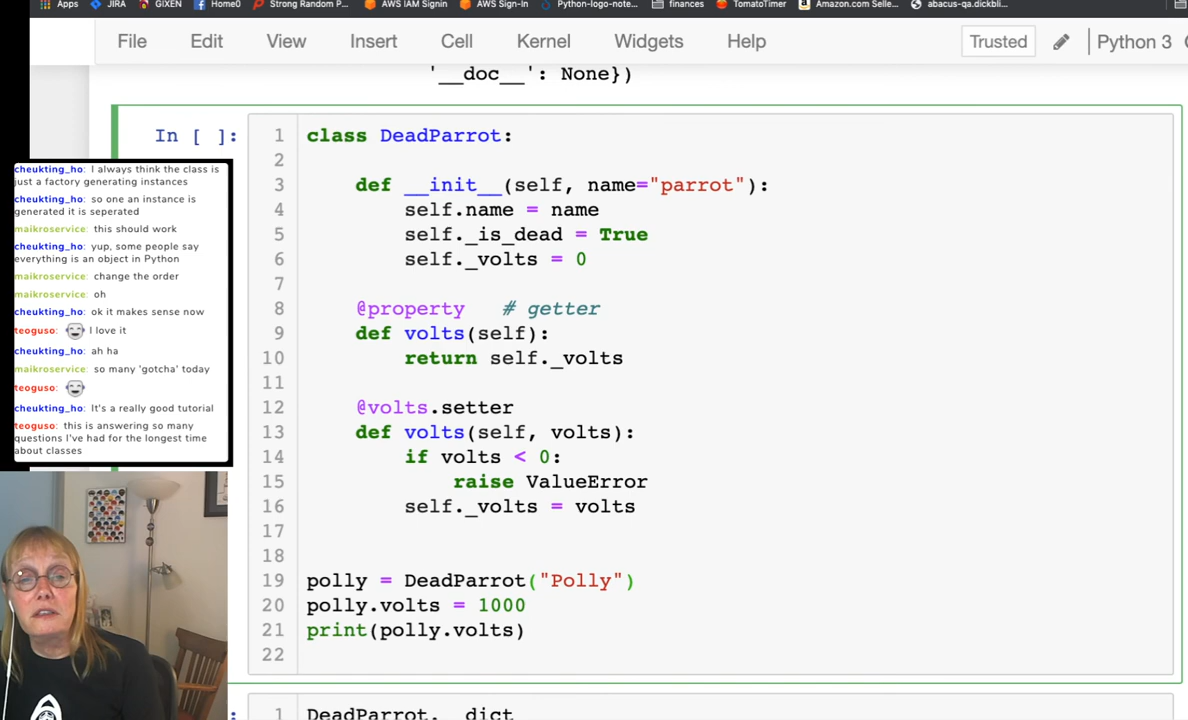 Apps JIRA GIXEN Home0 Strong Random P... AWS IAM Signin AWS Sign-In Python-logo-note... finances TomatoTimer Amazon.com Selle... abacus-qa.dickbli...
File Edit View Insert Cell Kernel Widgets Help Trusted Python 3
'__doc__': None})
In [ ]:
1 class DeadParrot:
2
3 def __init__(self, name="parrot"):
4 self.name = name
5 self._is_dead = True
6 self._volts = 0
7
8 @property # getter
9 def volts(self):
10 return self._volts
11
12 @volts.setter
13 def volts(self, volts):
14 if volts < 0:
15 raise ValueError
16 self._volts = volts
17
18
19 polly = DeadParrot("Polly")
20 polly.volts = 1000
21 print(polly.volts)
22
1 DeadParrot.__dict__
cheukting_ho: I always think the class is
just a factory generating instances
cheukting_ho: so one an instance is
generated it is seperated
maikroservice: this should work
cheukting_ho: yup, some people say
everything is an object in Python
maikroservice: change the order
maikroservice: oh
cheukting_ho: ok it makes sense now
teoguso: I love it
cheukting_ho: ah ha
maikroservice: so many 'gotcha' today
teoguso:
cheukting_ho: It's a really good tutorial
teoguso: this is answering so many
questions I've had for the longest time
about classes